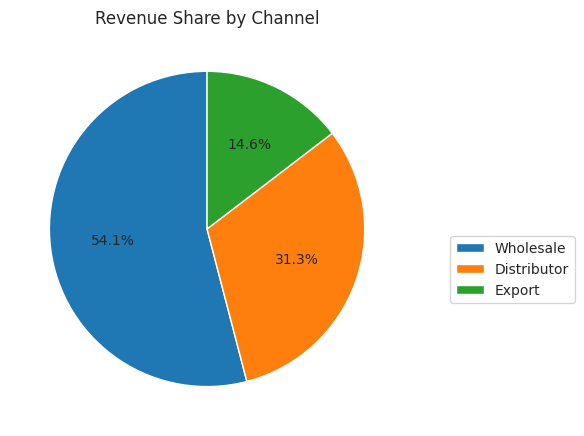 Revenue Share by Channel
14.6%
54.1%
31.3%
Wholesale
Distributor
Export